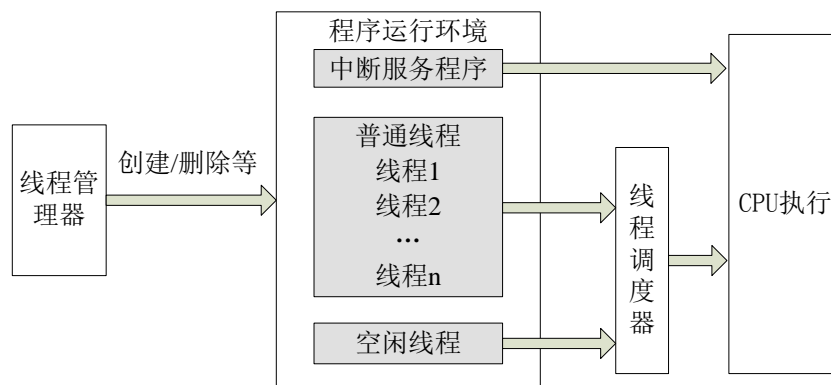 程序运行环境
中断服务程序
普通线程
线程1
线程2
...
线程n
空闲线程
线程管
理器
创建/删除等
线
程
调
度
器
CPU执行